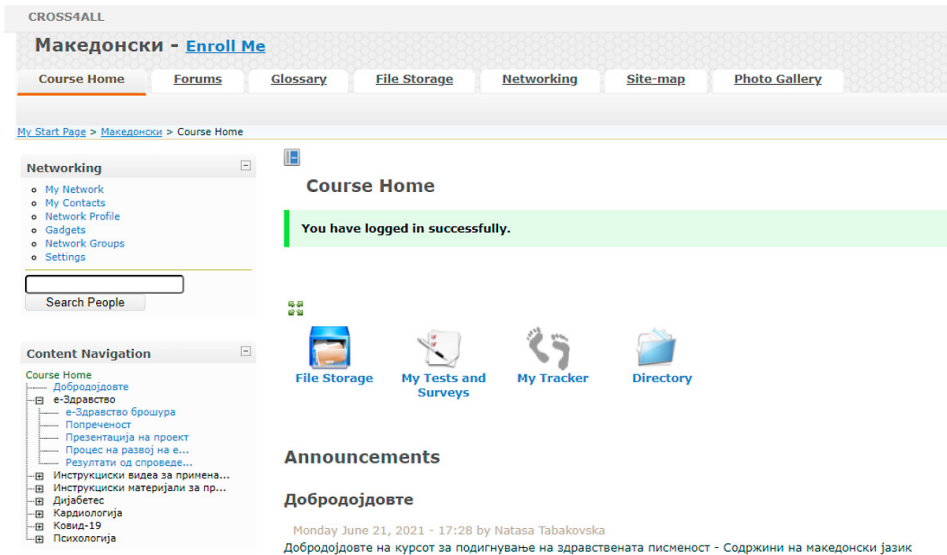 CROSS4ALL
Македонски - Enroll Me
Course Home Forums Glossary File Storage Networking Site-map Photo Gallery
My Start Page > Македонски > Course Home
Networking
My Network
My Contacts
Network Profile
Gadgets
Network Groups
Settings
Search People
Content Navigation
Course Home
Добродојдовте
е-Здравство
е-Здравство брошура
Попреченост
Презентација на проект
Процес на развој на е...
Резултати од спроведе...
Инструкциски видеа за примена...
Инструкциски материјали за пр...
Дијабетес
Кардиологија
Ковид-19
Психологија
Course Home
You have logged in successfully.
File Storage
My Tests and
Surveys
My Tracker
Directory
Announcements
Добродојдовте
Monday June 21, 2021 - 17:28 by Natasa Tabakovska
Добродојдовте на курсот за подигнување на здравствената писменост - Содржини на македонски јазик